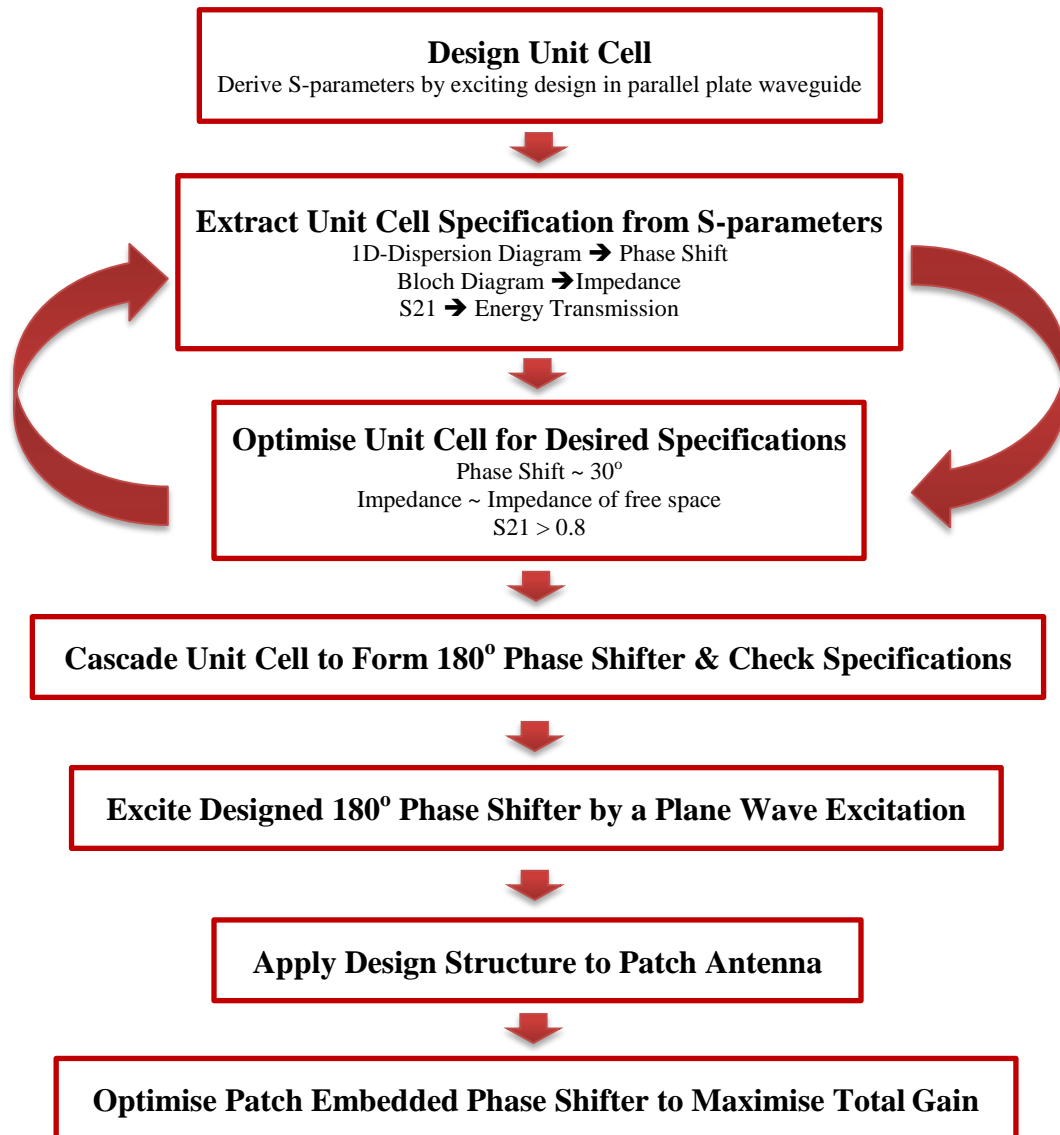 Design Unit Cell
Derive S-parameters by exciting design in parallel plate waveguide
Extract Unit Cell Specification from S-parameters
1D-Dispersion Diagram ➔ Phase Shift
Bloch Diagram ➔Impedance
S21 ➔ Energy Transmission
Optimise Unit Cell for Desired Specifications
Phase Shift ~ 30º
Impedance ~ Impedance of free space
S21 > 0.8
Cascade Unit Cell to Form 180º Phase Shifter & Check Specifications
Excite Designed 180º Phase Shifter by a Plane Wave Excitation
Apply Design Structure to Patch Antenna
Optimise Patch Embedded Phase Shifter to Maximise Total Gain